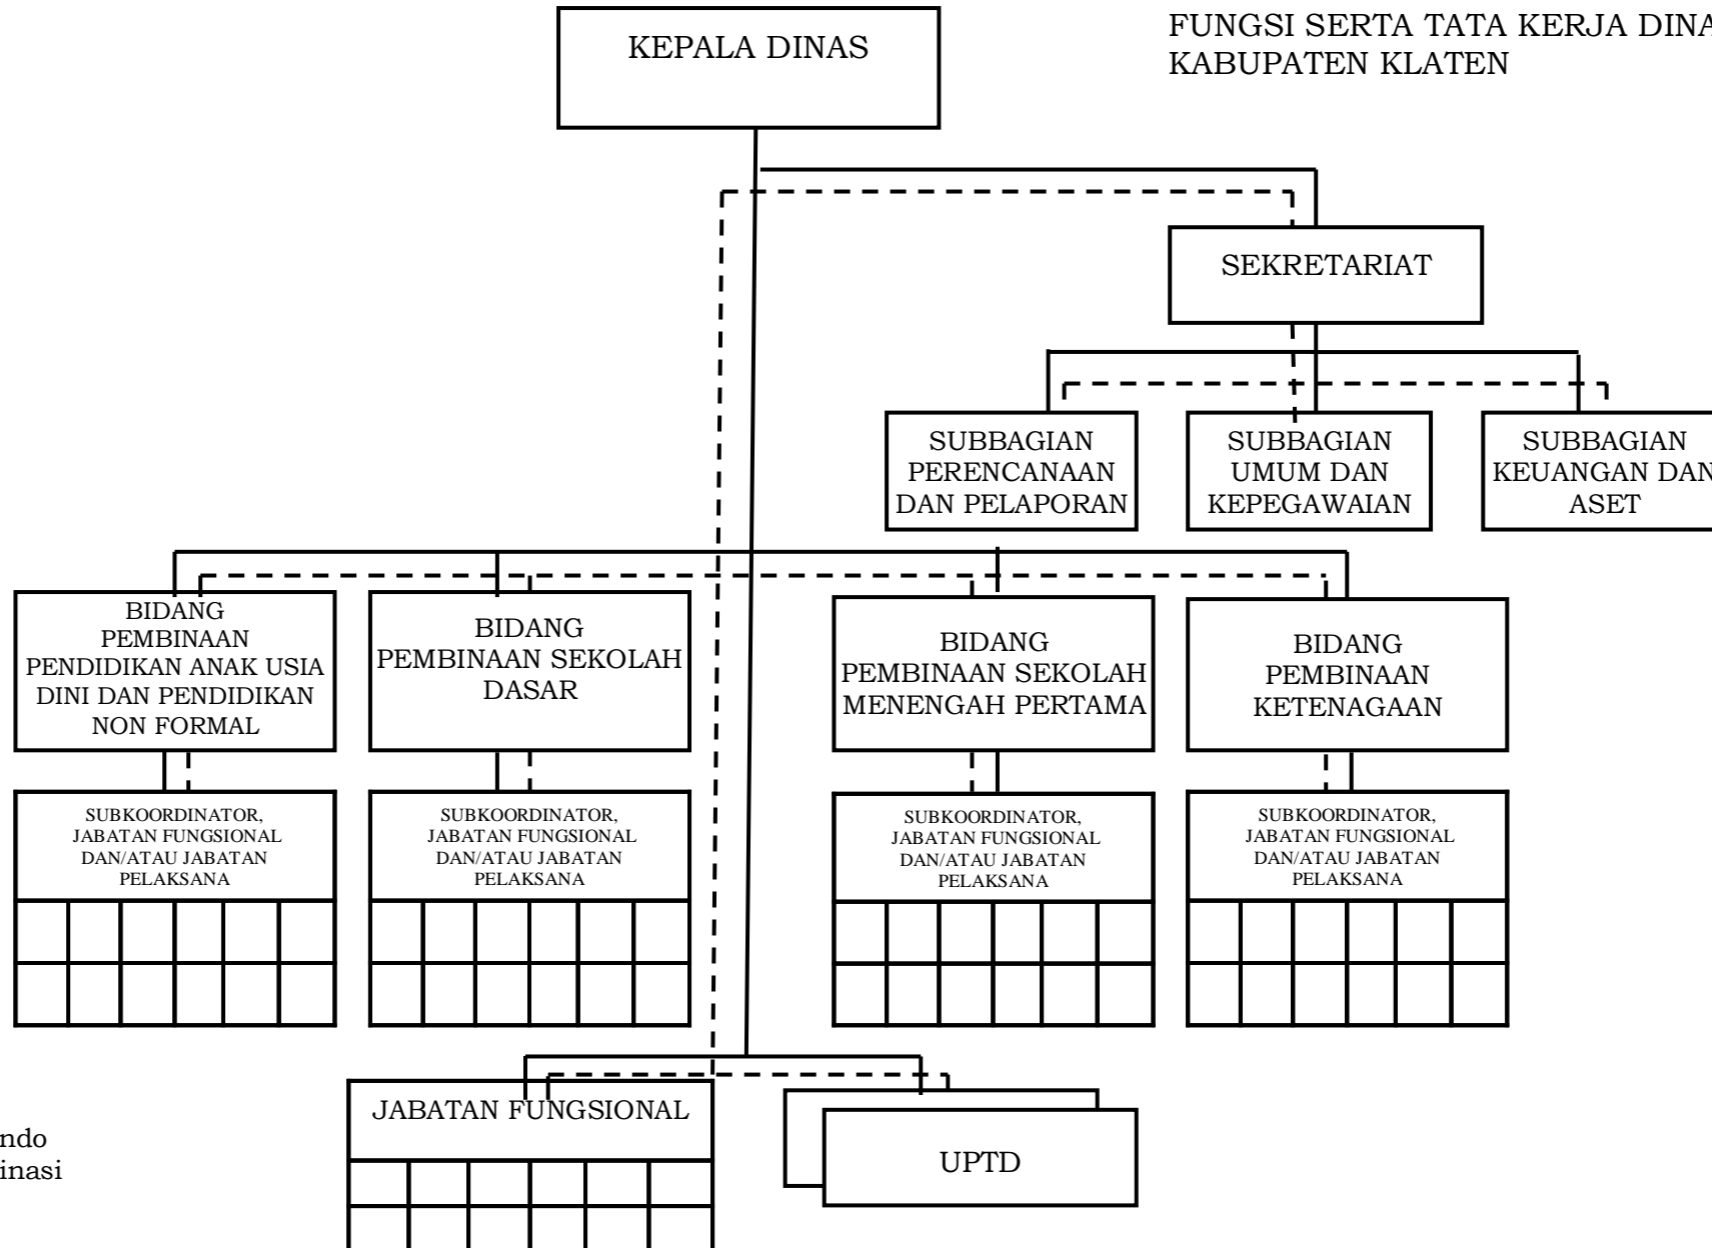 KEPALA DINAS
FUNGSI SERTA TATA KERJA DINA
KABUPATEN KLATEN
SEKRETARIAT
SUBBAGIAN
PERENCANAAN
DAN PELAPORAN
SUBBAGIAN
UMUM DAN
KEPEGAWAIAN
SUBBAGIAN
KEUANGAN DAN
ASET
BIDANG
PEMBINAAN
PENDIDIKAN ANAK USIA
DINI DAN PENDIDIKAN
NON FORMAL
BIDANG
PEMBINAAN SEKOLAH
DASAR
BIDANG
PEMBINAAN SEKOLAH
MENENGAH PERTAMA
BIDANG
PEMBINAAN
KETENAGAAN
SUBKOORDINATOR,
JABATAN FUNGSIONAL
DAN/ATAU JABATAN
PELAKSANA
SUBKOORDINATOR,
JABATAN FUNGSIONAL
DAN/ATAU JABATAN
PELAKSANA
SUBKOORDINATOR,
JABATAN FUNGSIONAL
DAN/ATAU JABATAN
PELAKSANA
SUBKOORDINATOR,
JABATAN FUNGSIONAL
DAN/ATAU JABATAN
PELAKSANA
JABATAN FUNGSIONAL
UPTD
ndo
inasi